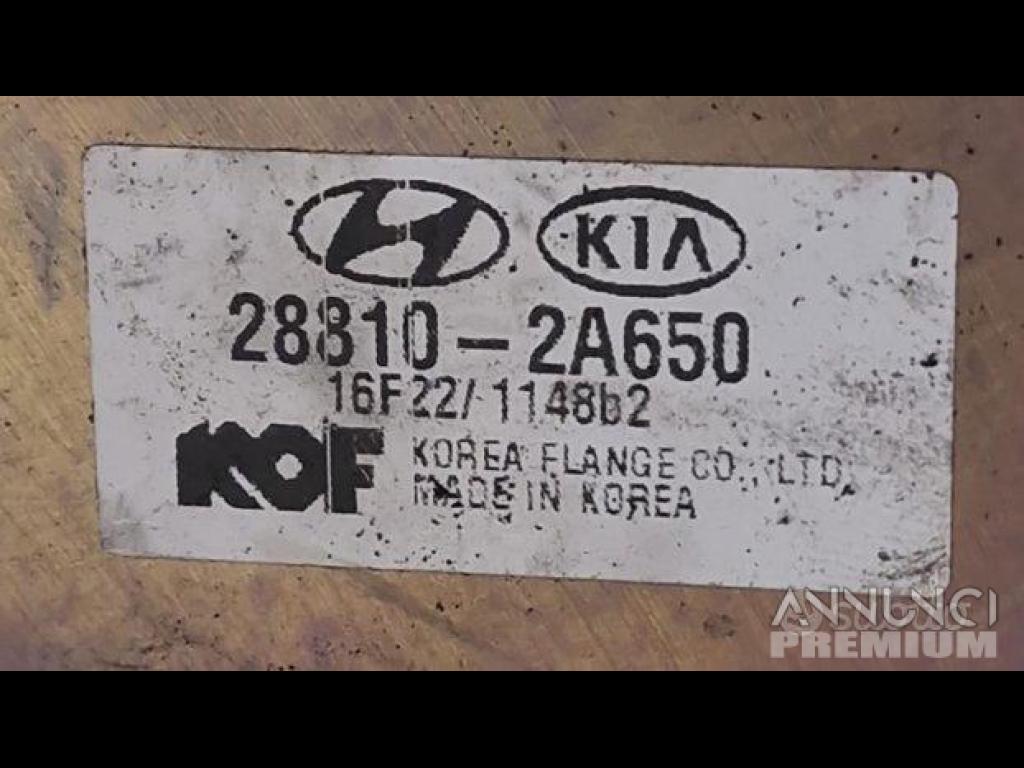 KIA
28810-2A650
16F22/1148b2
KOF KOREA FLANGE CO., LTD.
MADE IN KOREA
ANNUNCI
PREMIUM